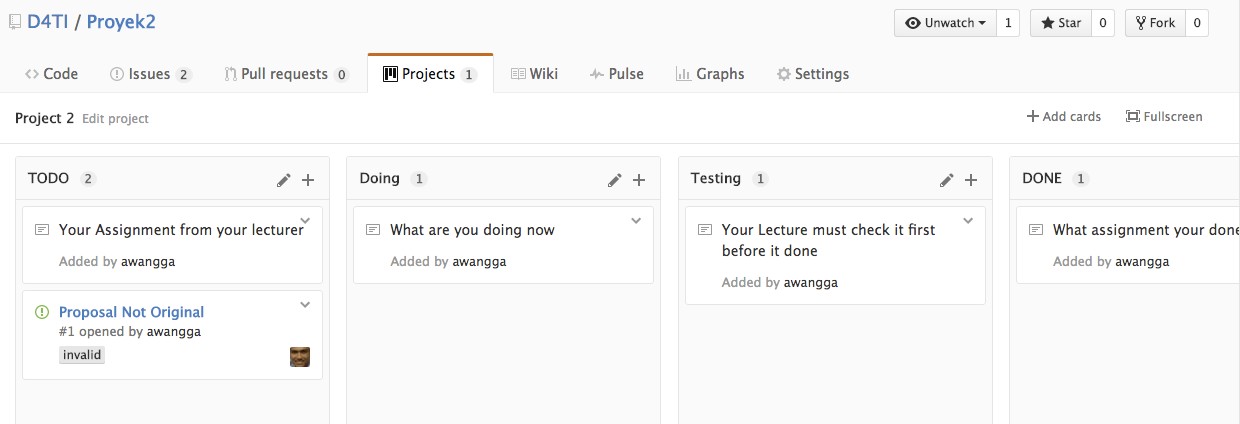 D4TI / Proyek2
Unwatch 1 Star 0 Fork 0
Code Issues 2 Pull requests 0 Projects 1 Wiki Pulse Graphs Settings
Project 2 Edit project
Add cards Fullscreen
TODO 2
Your Assignment from your lecturer
Added by awangga
Proposal Not Original
#1 opened by awangga
invalid
Doing 1
What are you doing now
Added by awangga
Testing 1
Your Lecture must check it first
before it done
Added by awangga
DONE 1
What assignment your done
Added by awangga